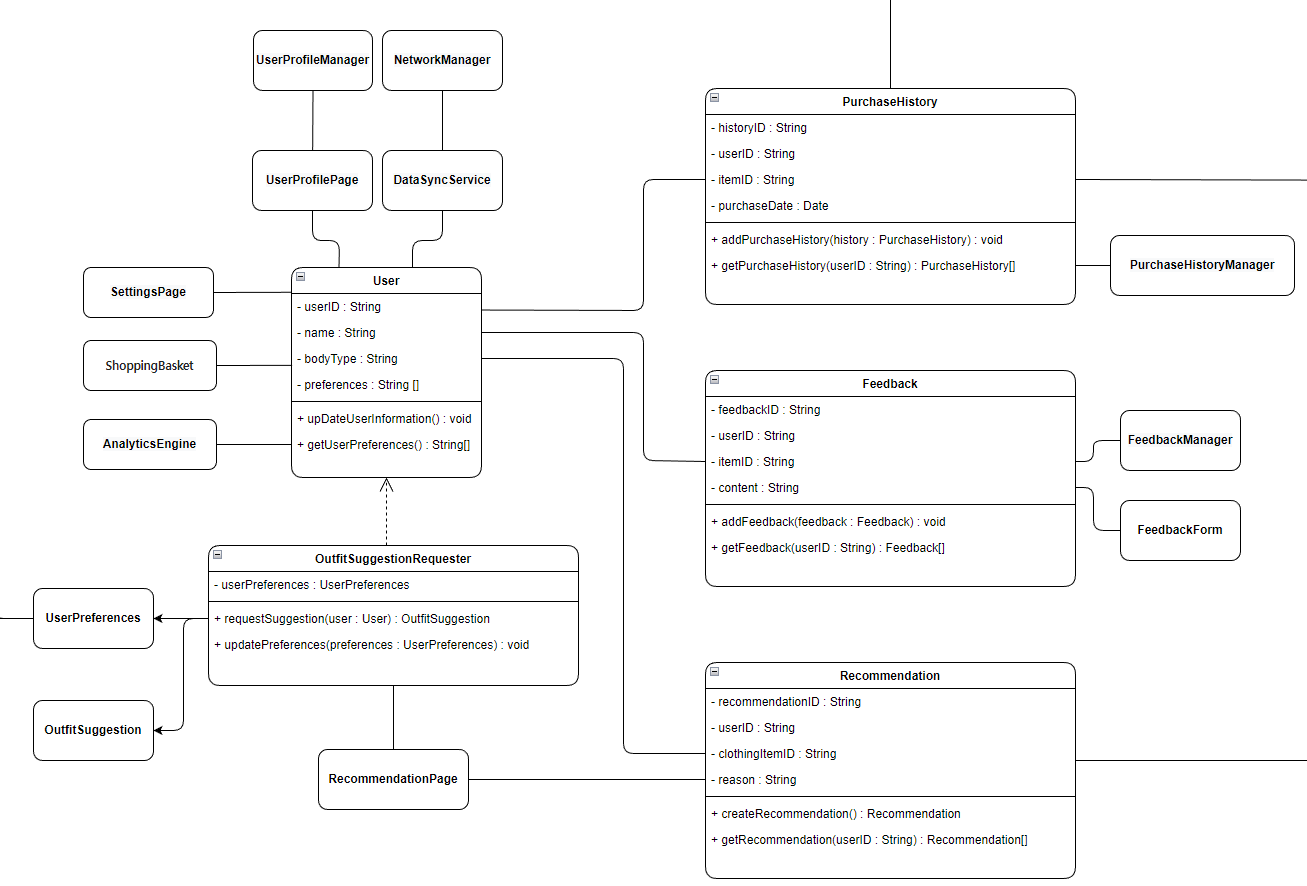 UserProfileManager
NetworkManager
UserProfilePage
DataSyncService
SettingsPage
ShoppingBasket
AnalyticsEngine
User
- userID : String
- name : String
- bodyType : String
- preferences : String []
+ upDateUserInformation() : void
+ getUserPreferences() : String[]
PurchaseHistory
- historyID : String
- userID : String
- itemID : String
- purchaseDate : Date
+ addPurchaseHistory(history : PurchaseHistory) : void
+ getPurchaseHistory(userID : String) : PurchaseHistory[]
PurchaseHistoryManager
Feedback
- feedbackID : String
- userID : String
- itemID : String
- content : String
+ addFeedback(feedback : Feedback) : void
+ getFeedback(userID : String) : Feedback[]
FeedbackManager
FeedbackForm
OutfitSuggestionRequester
- userPreferences : UserPreferences
+ requestSuggestion(user : User) : OutfitSuggestion
+ updatePreferences(preferences : UserPreferences) : void
UserPreferences
OutfitSuggestion
RecommendationPage
Recommendation
- recommendationID : String
- userID : String
- clothingItemID : String
- reason : String
+ createRecommendation() : Recommendation
+ getRecommendation(userID : String) : Recommendation[]